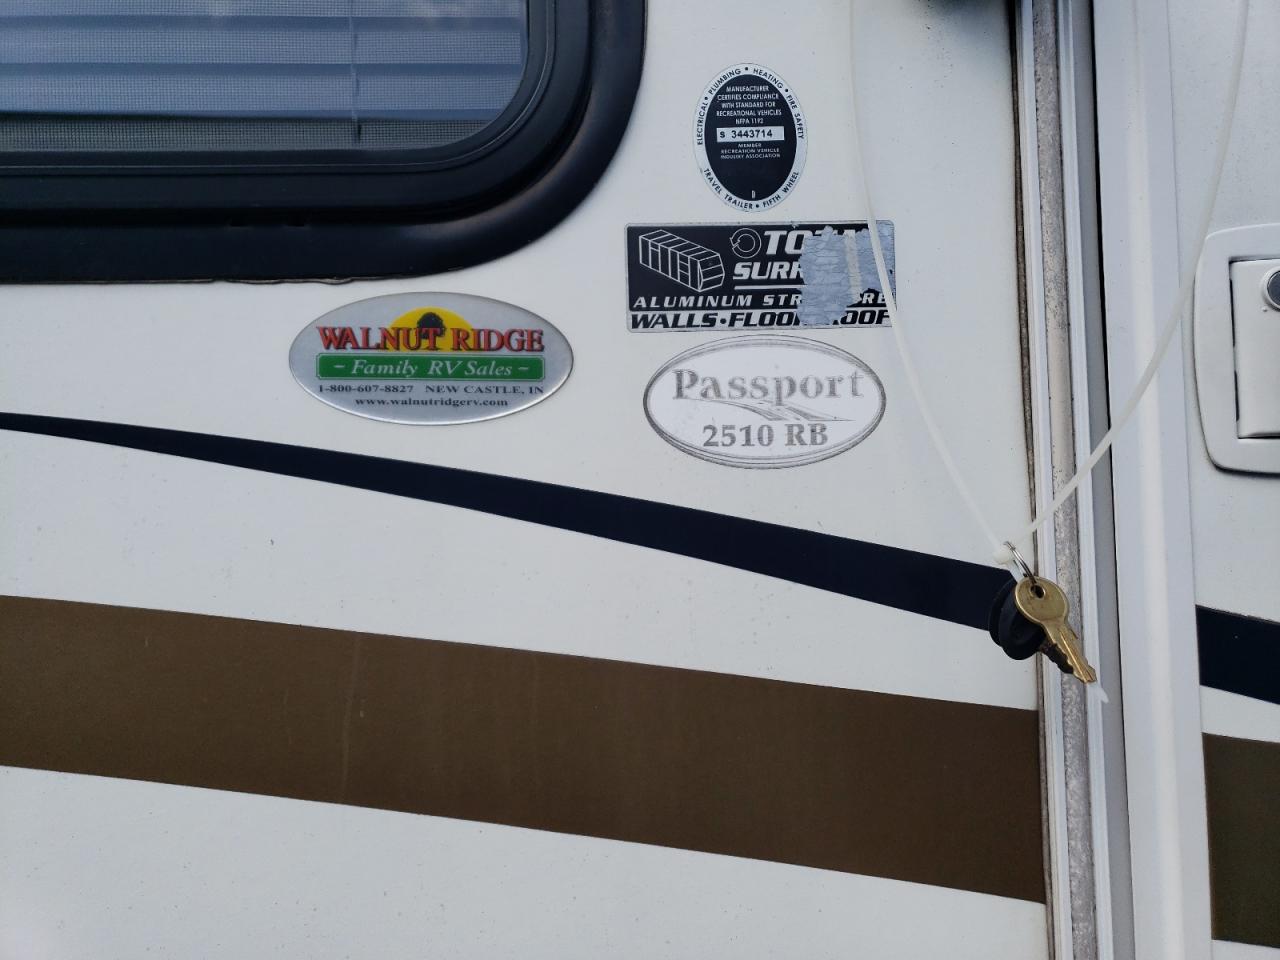 ELECTRICAL • PLUMBING • HEATING • FIRE SAFETY
MANUFACTURER
CERTIFIES COMPLIANCE
WITH STANDARD FOR
RECREATIONAL VEHICLES
NFPA 1192
S 3443714
MEMBER
RECREATION VEHICLE
INDUSTRY ASSOCIATION
D
TRAVEL TRAILER • FIFTH WHEEL
ALUMINUM
WALLS•FLOOR
WALNUT RIDGE
~ Family RV Sales ~
1-800-607-8827 NEW CASTLE, IN
www.walnutridgerv.com
Passport
2510 RB